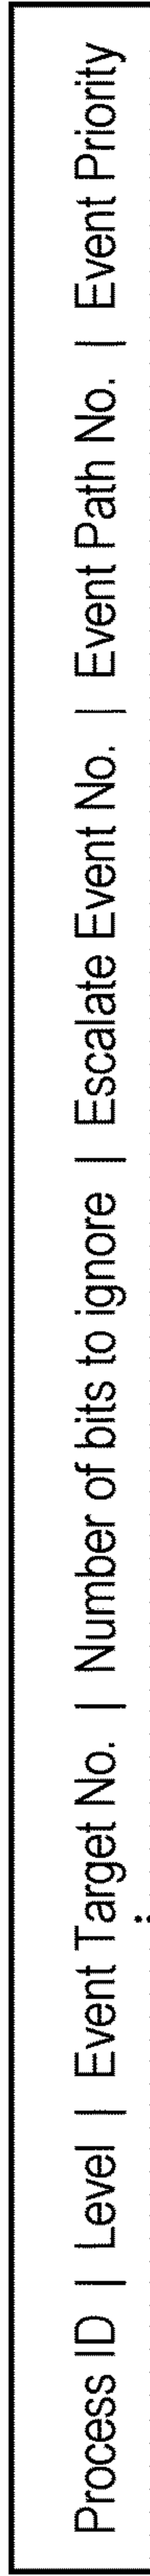 Process ID | Level | Event Target No. | Number of bits to ignore | Escalate Event No. | Event Path No. | Event Priority